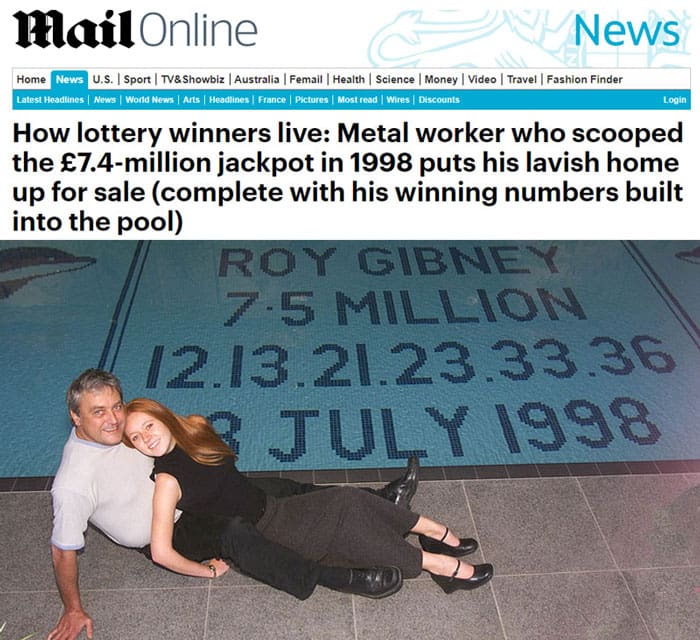 Mail Online
News
Home News U.S. | Sport | TV&Showbiz | Australia | Femail | Health | Science | Money | Video | Travel | Fashion Finder
Latest Headlines | News | World News | Arts | Headlines | France | Pictures | Most read | Wires | Discounts Login
How lottery winners live: Metal worker who scooped
the £7.4-million jackpot in 1998 puts his lavish home
up for sale (complete with his winning numbers built
into the pool)
ROY GIBNEY
7·5 MILLION
12.13.21.23.33.36
JULY 1998